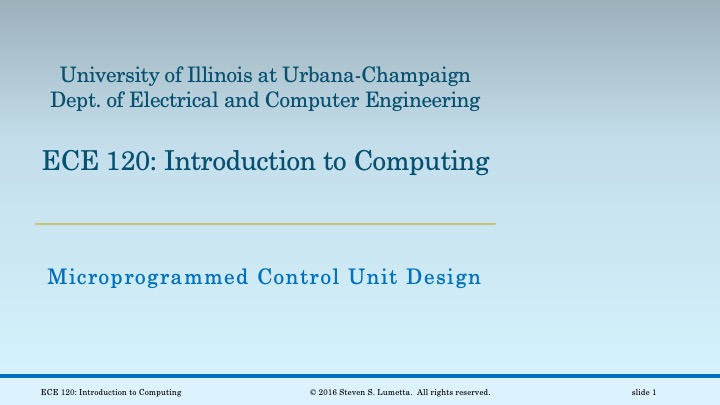 University of Illinois at Urbana-Champaign
Dept. of Electrical and Computer Engineering
ECE 120: Introduction to Computing
Microprogrammed Control Unit Design
ECE 120: Introduction to Computing
© 2016 Steven S. Lumetta.  All rights reserved.
slide 1